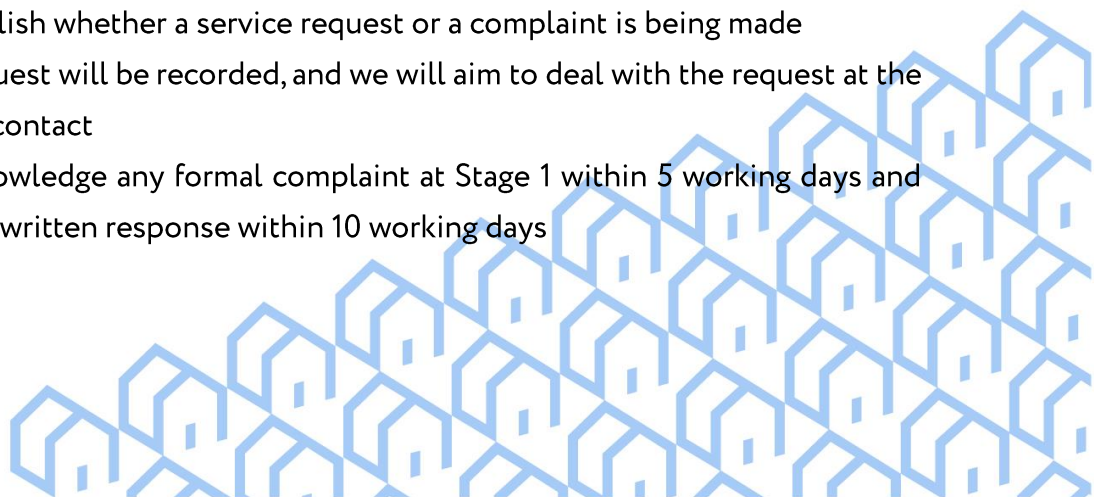 lish whether a service request or a complaint is being made
uest will be recorded, and we will aim to deal with the request at the
contact
owledge any formal complaint at Stage 1 within 5 working days and
written response within 10 working days